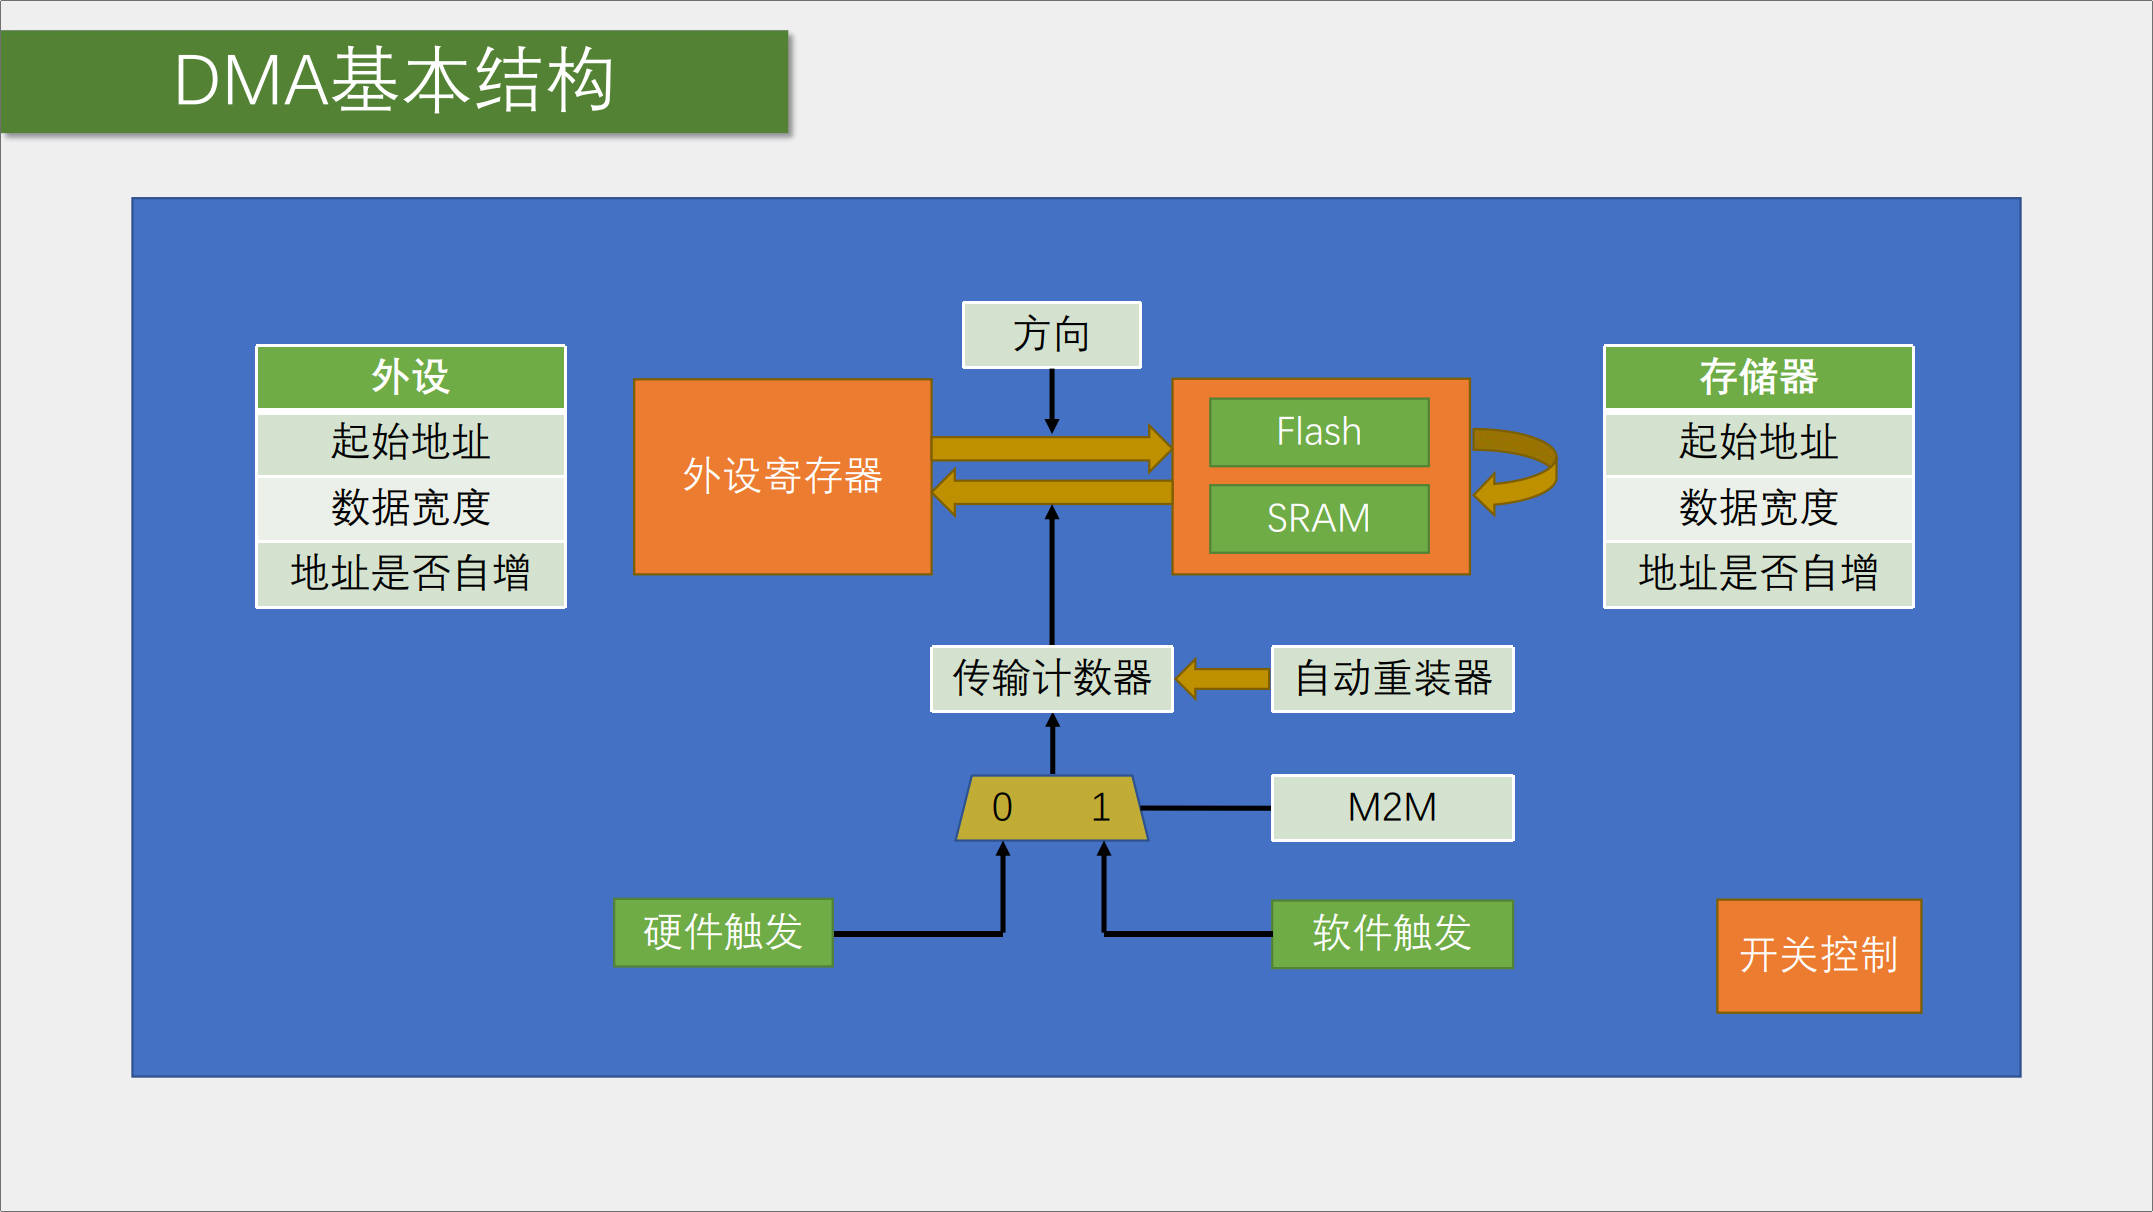 DMA基本结构
方向
外设
起始地址
数据宽度
地址是否自增
外设寄存器
Flash
SRAM
存储器
起始地址
数据宽度
地址是否自增
传输计数器
自动重装器
0 1
M2M
硬件触发
软件触发
开关控制